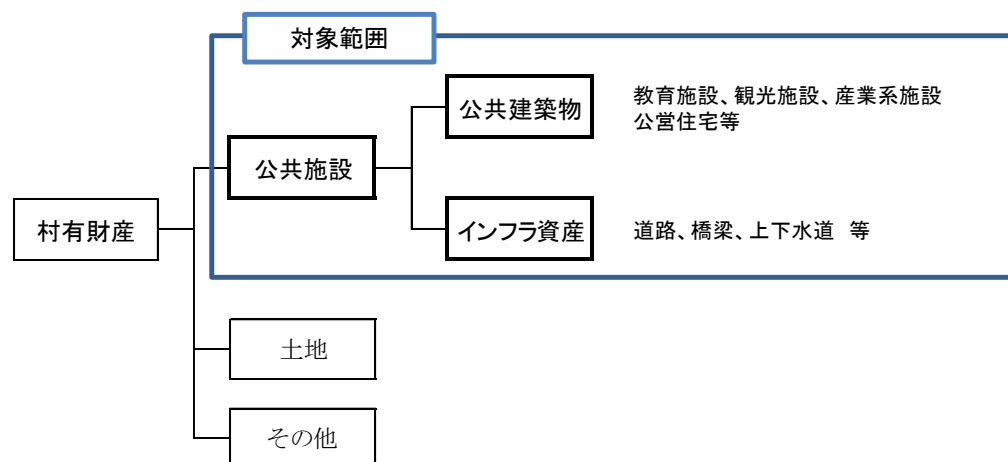 対象範囲
公共建築物
教育施設、観光施設、産業系施設
公営住宅等
公共施設
村有財産
インフラ資産
道路、橋梁、上下水道 等
土地
その他